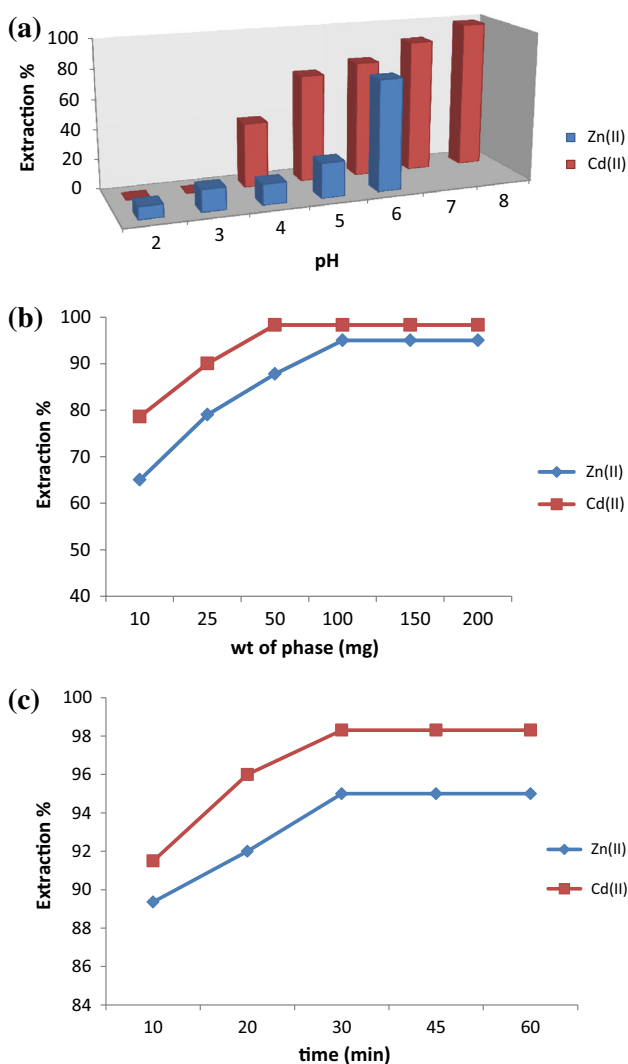 (a)
Extraction %
100
80
60
40
20
0
2 3 4 5 6 7 8
pH
Zn(II)
Cd(II)
(b)
Extraction %
100
90
80
70
60
50
40
10 25 50 100 150 200
wt of phase (mg)
Zn(II)
Cd(II)
(c)
Extraction %
100
98
96
94
92
90
88
86
84
10 20 30 45 60
time (min)
Zn(II)
Cd(II)